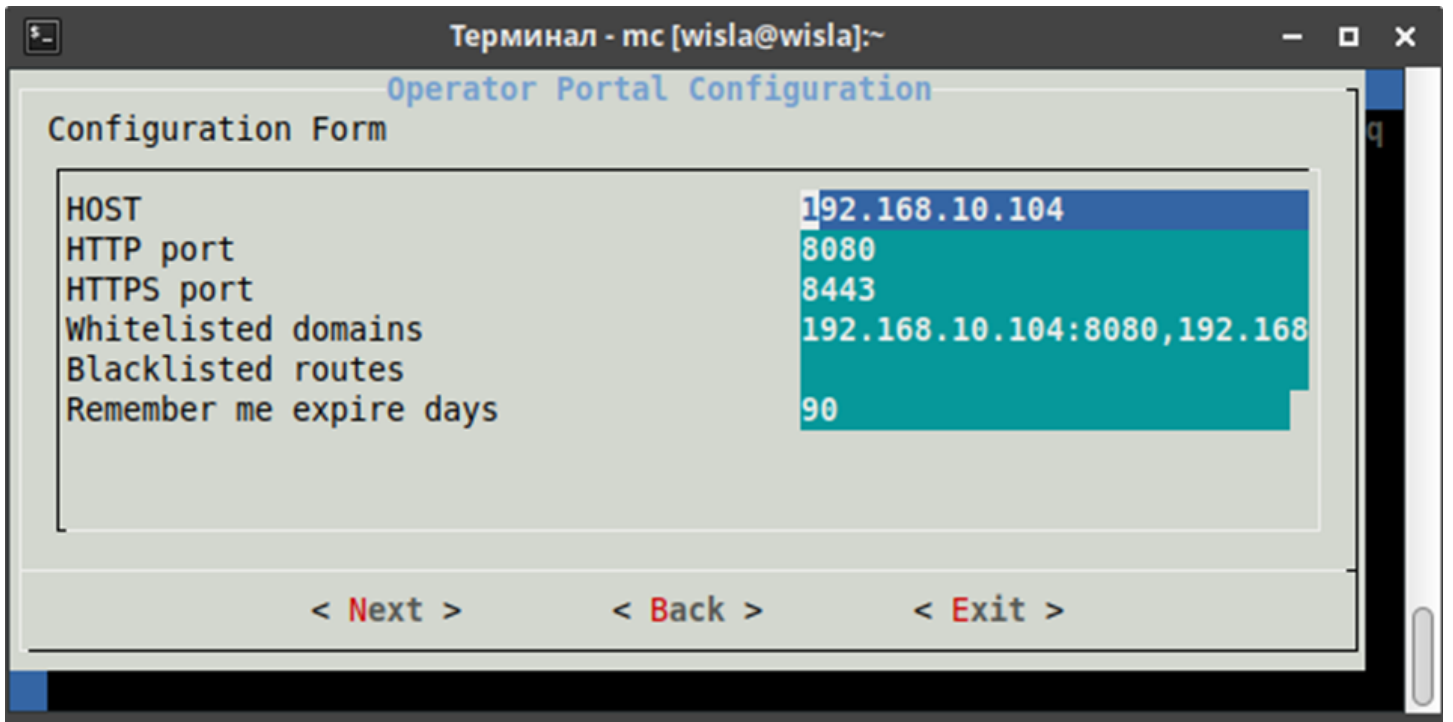 Терминал - mc [wisla@wisla]:~
Operator Portal Configuration
Configuration Form
q
HOST 192.168.10.104
HTTP port 8080
HTTPS port 8443
Whitelisted domains 192.168.10.104:8080,192.168
Blacklisted routes
Remember me expire days 90
< Next > < Back > < Exit >